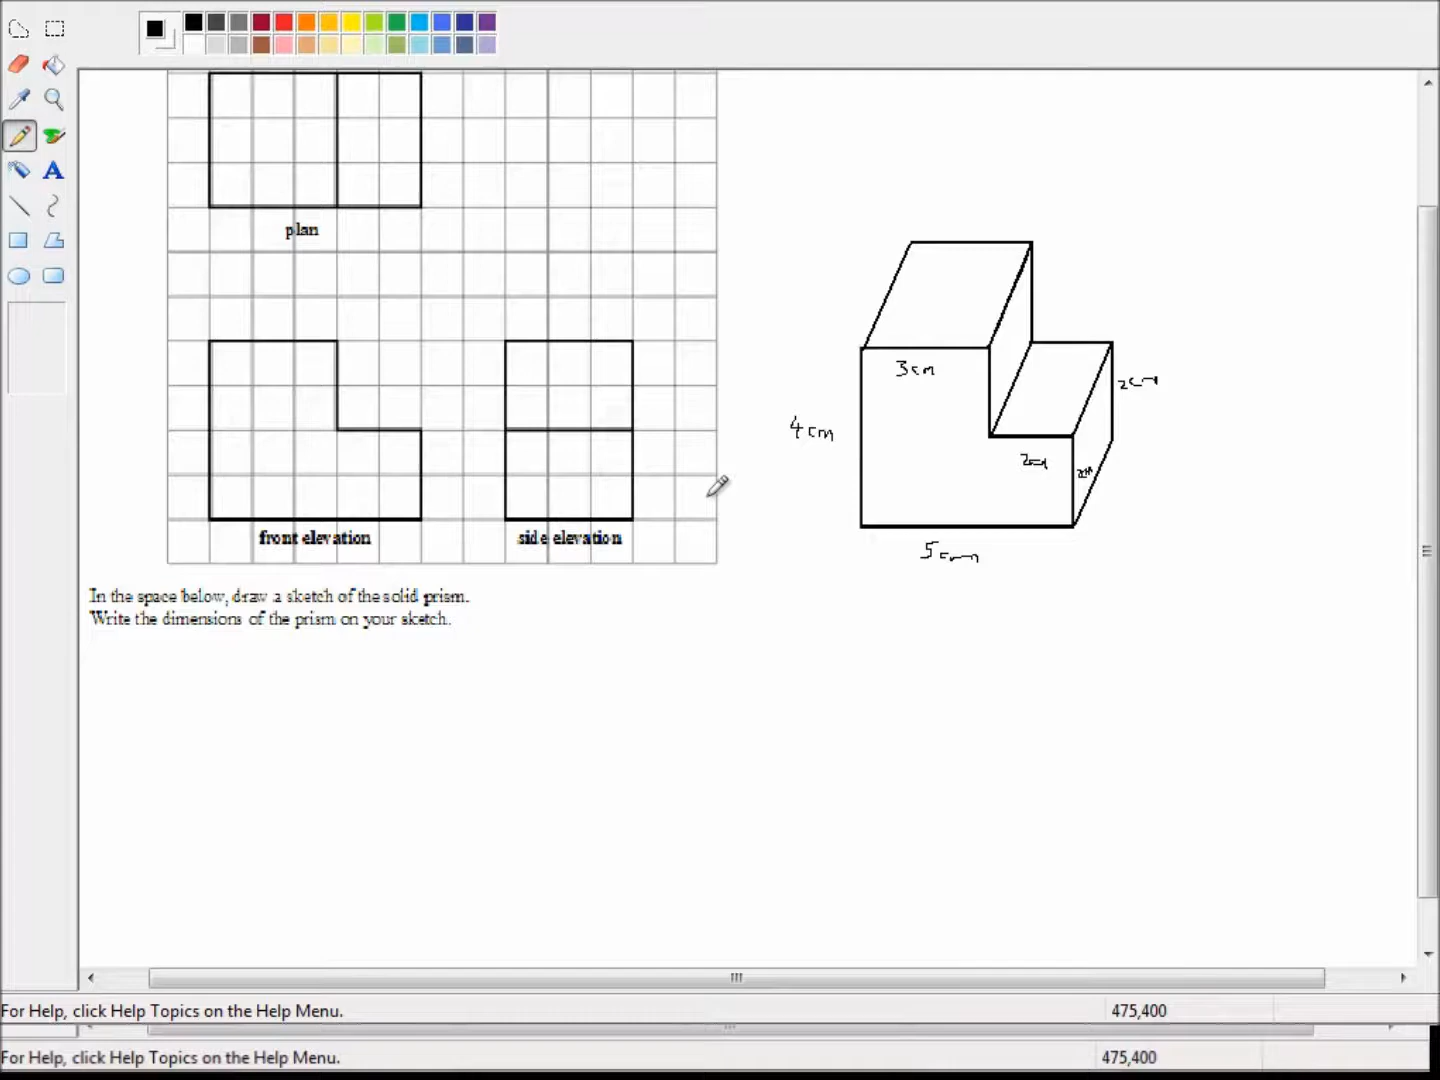 A
plan
3cm
2cm
4cm
2cm
2cm
front elevation
side elevation
5cm
In the space below, draw a sketch of the solid prism.
Write the dimensions of the prism on your sketch.
For Help, click Help Topics on the Help Menu.
475,400
For Help, click Help Topics on the Help Menu.
475,400